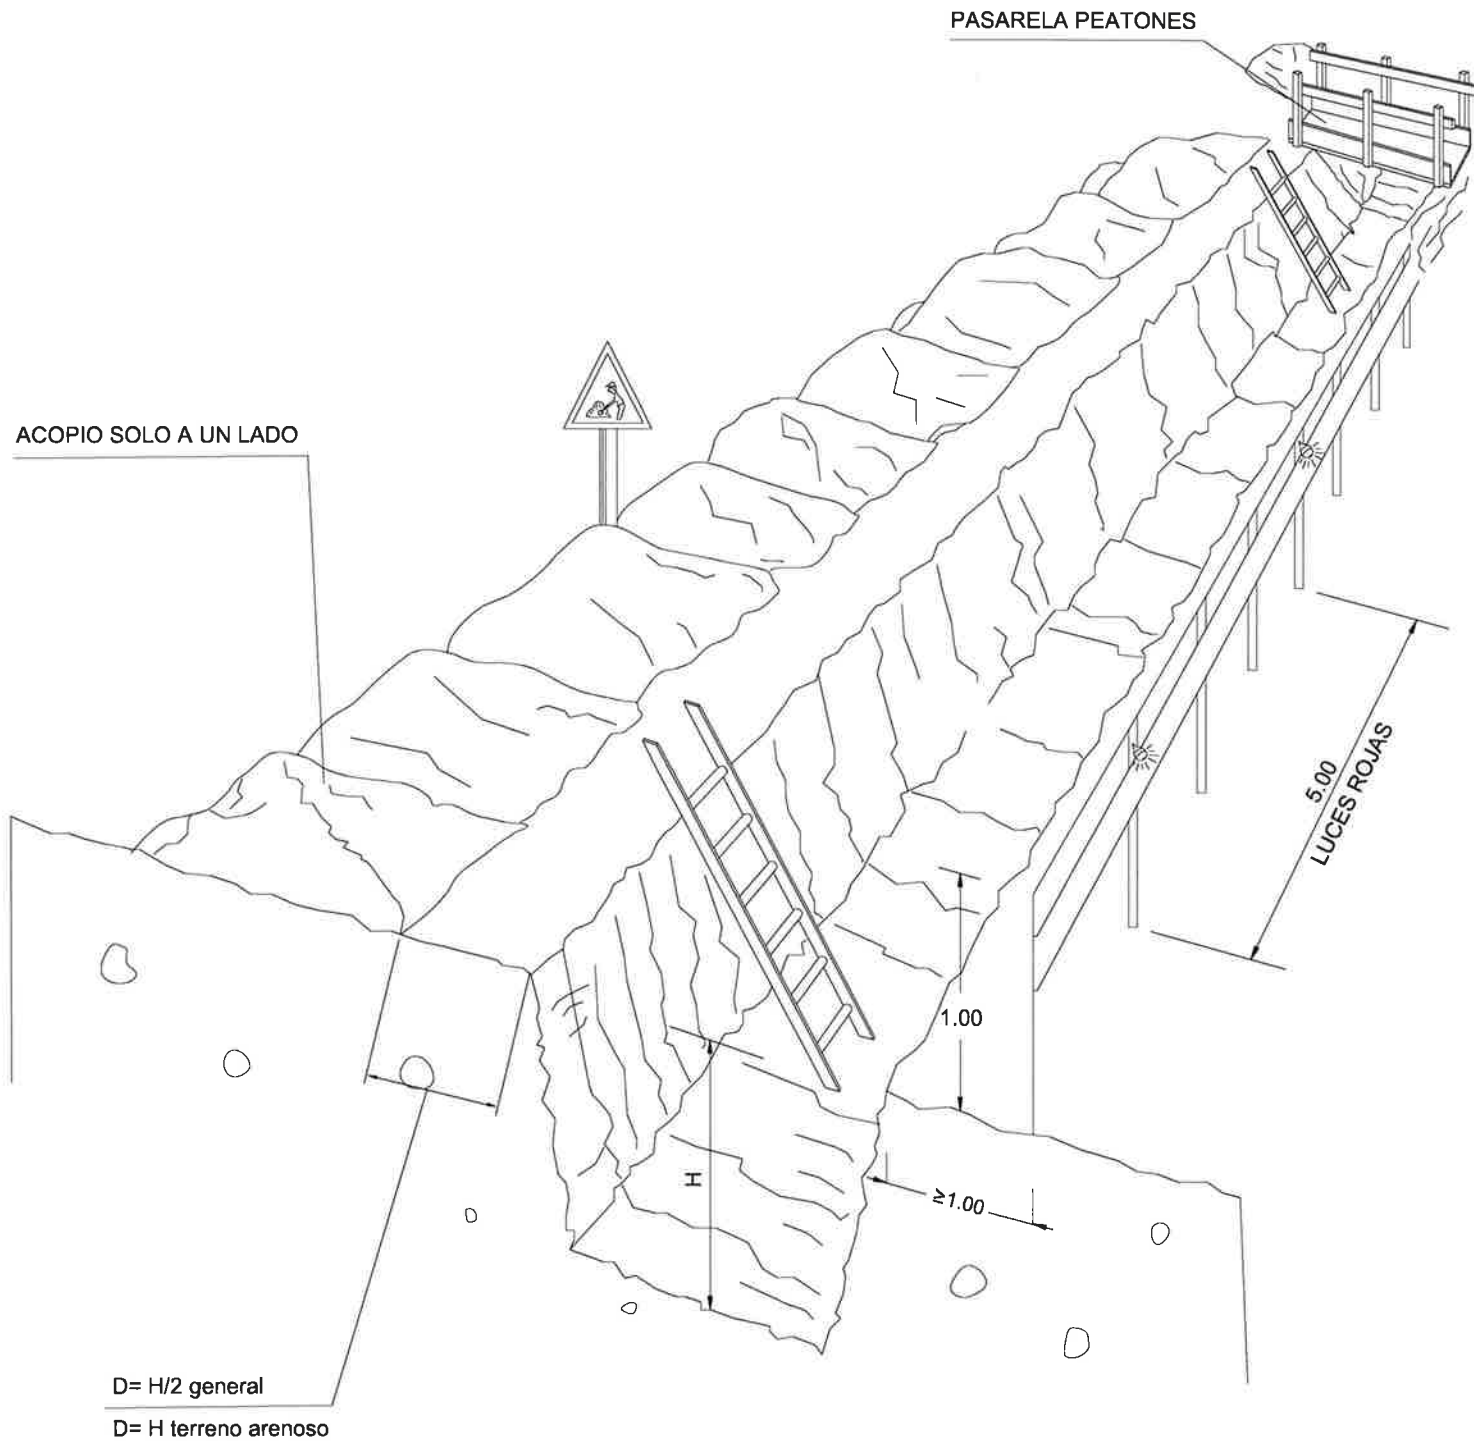 PASARELA PEATONES
ACOPIO SOLO A UN LADO
5.00
LUCES ROJAS
1.00
H
≥1.00
D= H/2 general
D= H terreno arenoso